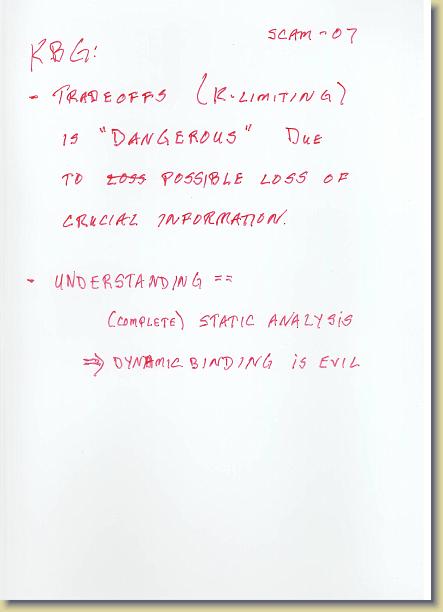 SCAM-07
KBG:
- TRADEOFFS (K-LIMITING)
IS "DANGEROUS" DUE
TO LOSS POSSIBLE LOSS OF
CRUCIAL INFORMATION.
- UNDERSTANDING ==
(COMPLETE) STATIC ANALYSIS
⇒ DYNAMIC BINDING IS EVIL